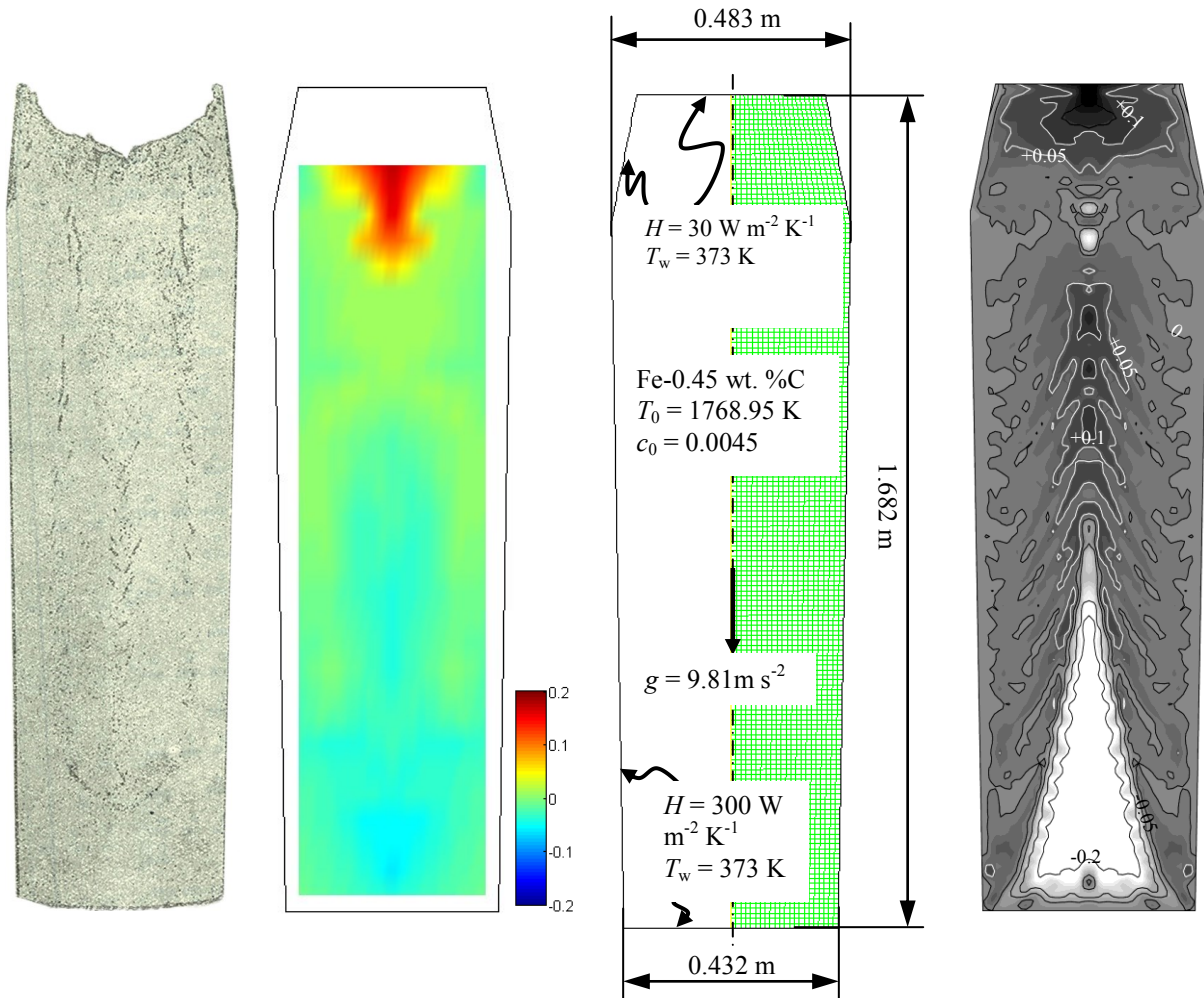 0.483 m
H = 30 W m⁻² K⁻¹
T_w = 373 K
Fe-0.45 wt. %C
T₀ = 1768.95 K
c₀ = 0.0045
1.682 m
g = 9.81m s⁻²
H = 300 W
m⁻² K⁻¹
T_w = 373 K
0.432 m
0.2
0.1
0
-0.1
-0.2
+0.1
+0.05
0
+0.05
+0.1
-0.05
-0.2